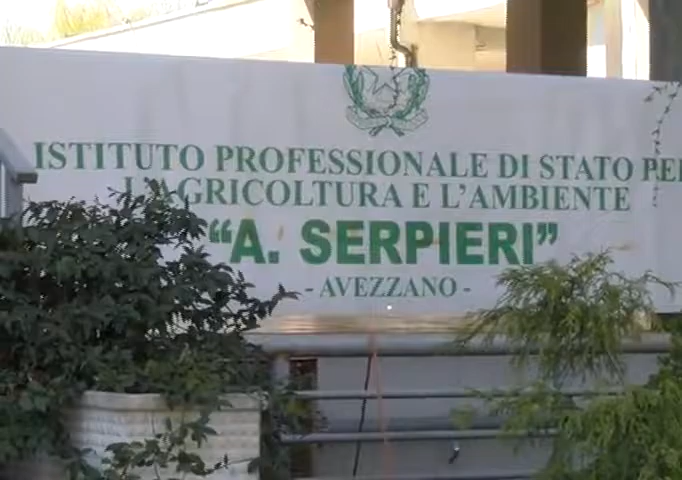 ISTITUTO PROFESSIONALE DI STATO PER
L'AGRICOLTURA E L'AMBIENTE
“A. SERPIERI”
- AVEZZANO -